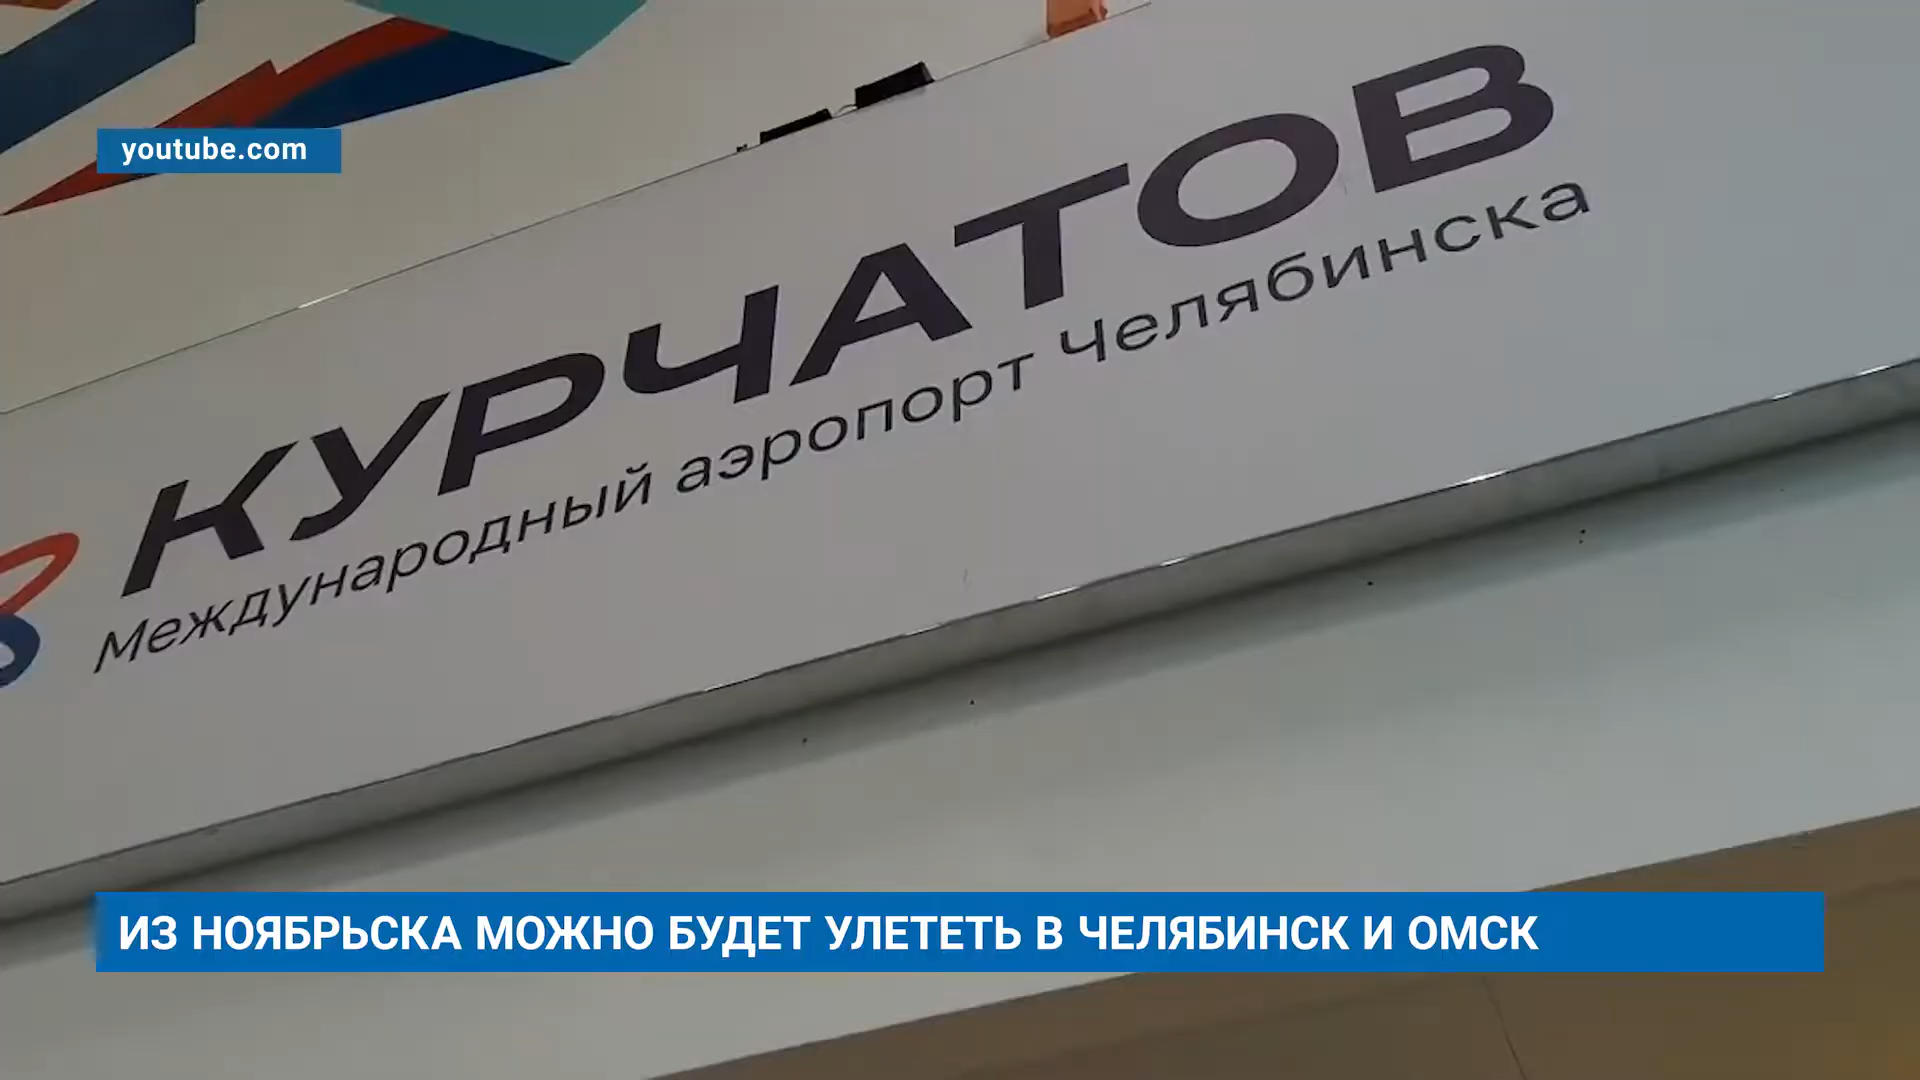 youtube.com
КУРЧАТОВ
Международный аэропорт Челябинска
ИЗ НОЯБРЬСКА МОЖНО БУДЕТ УЛЕТЕТЬ В ЧЕЛЯБИНСК И ОМСК